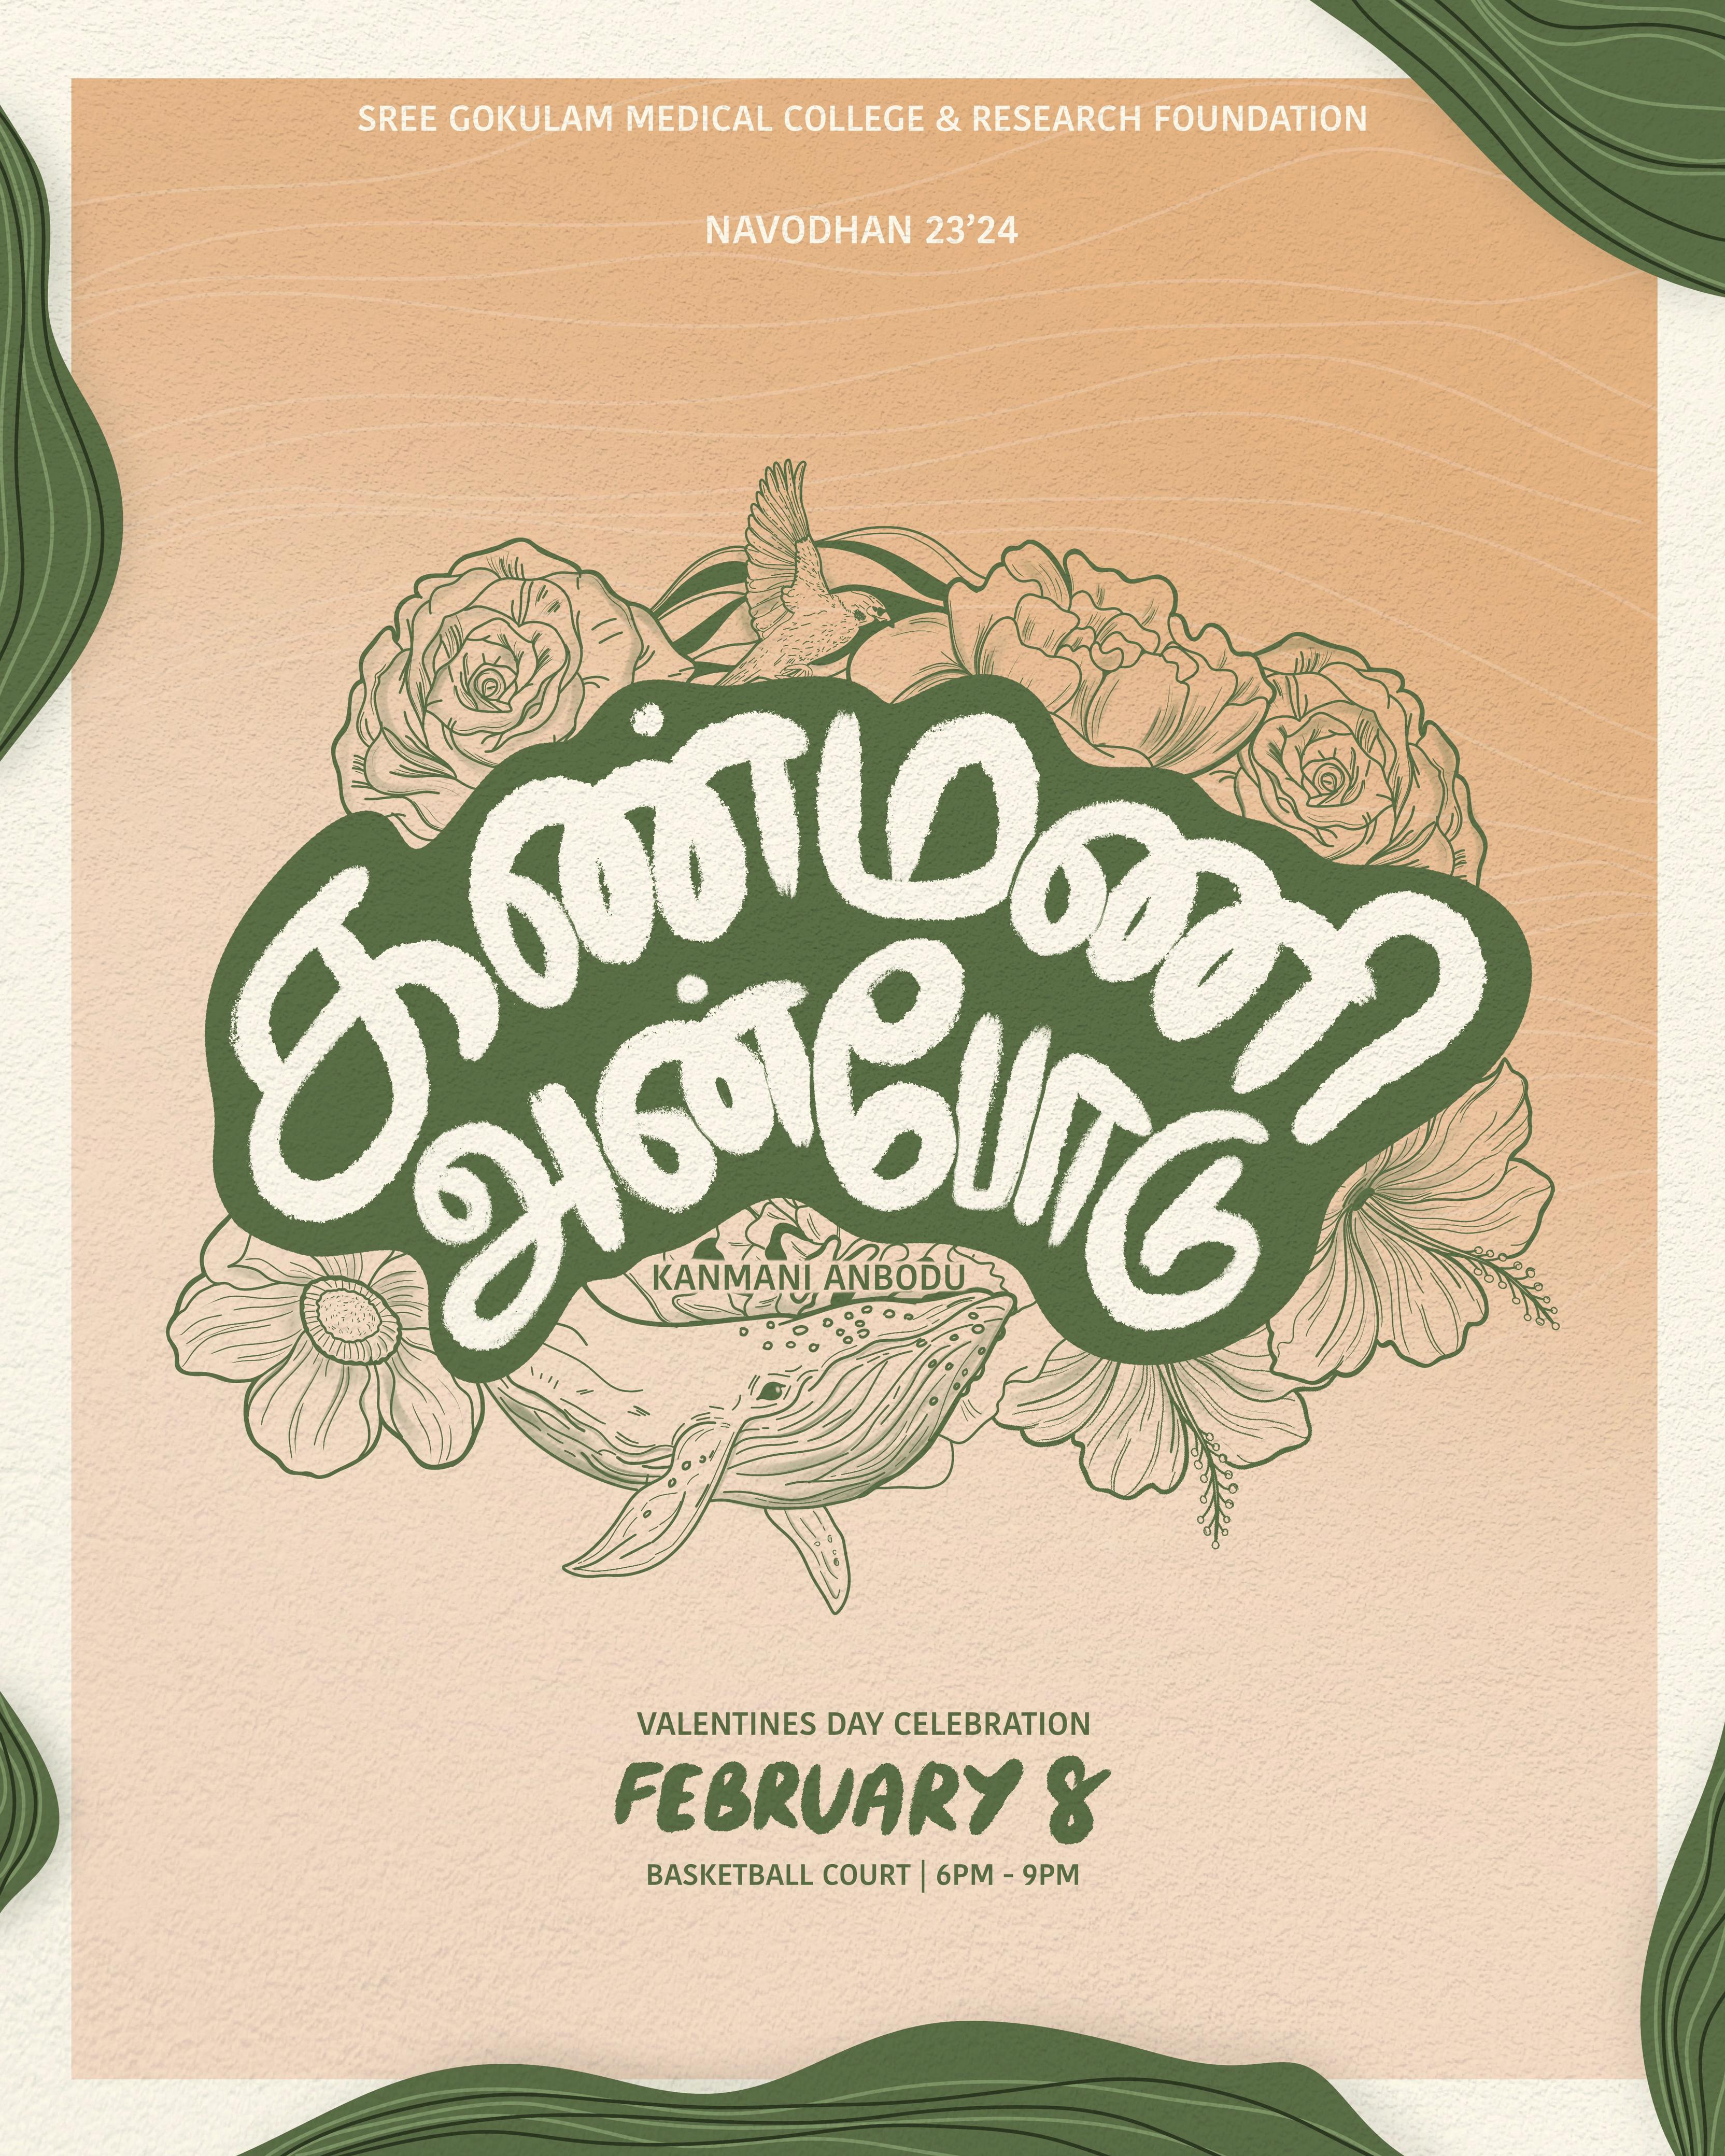 SREE GOKULAM MEDICAL COLLEGE & RESEARCH FOUNDATION
NAVODHAN 23’24
கண்மணி
அன்போடு
KANMANI ANBODU
VALENTINES DAY CELEBRATION
FEBRUARY 8
BASKETBALL COURT | 6PM - 9PM